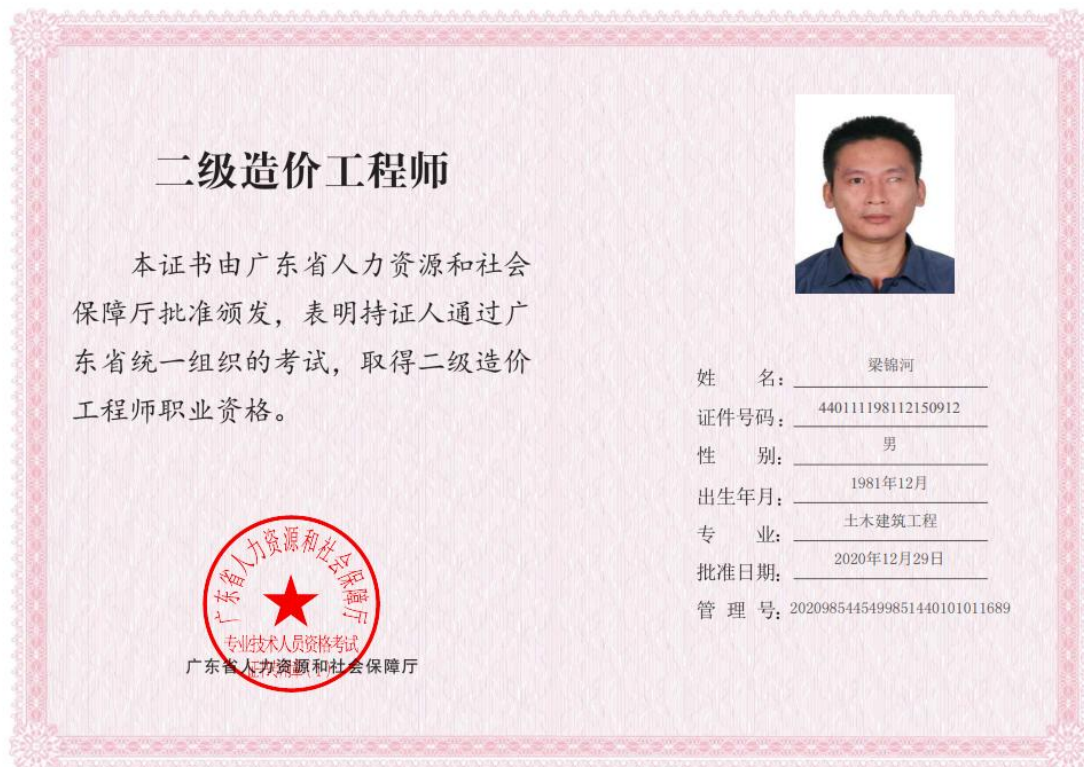 二级造价工程师
本证书由广东省人力资源和社会
保障厅批准颁发，表明持证人通过广
东省统一组织的考试，取得二级造价
工程师职业资格。
广东省人力资源和社会保障厅
专业技术人员资格考试
广东省人力资源和社会保障厅
姓 名：梁锦河
证件号码：440111198112150912
性 别：男
出生年月：1981年12月
专 业：土木建筑工程
批准日期：2020年12月29日
管 理 号：20209854454998514401010​11689